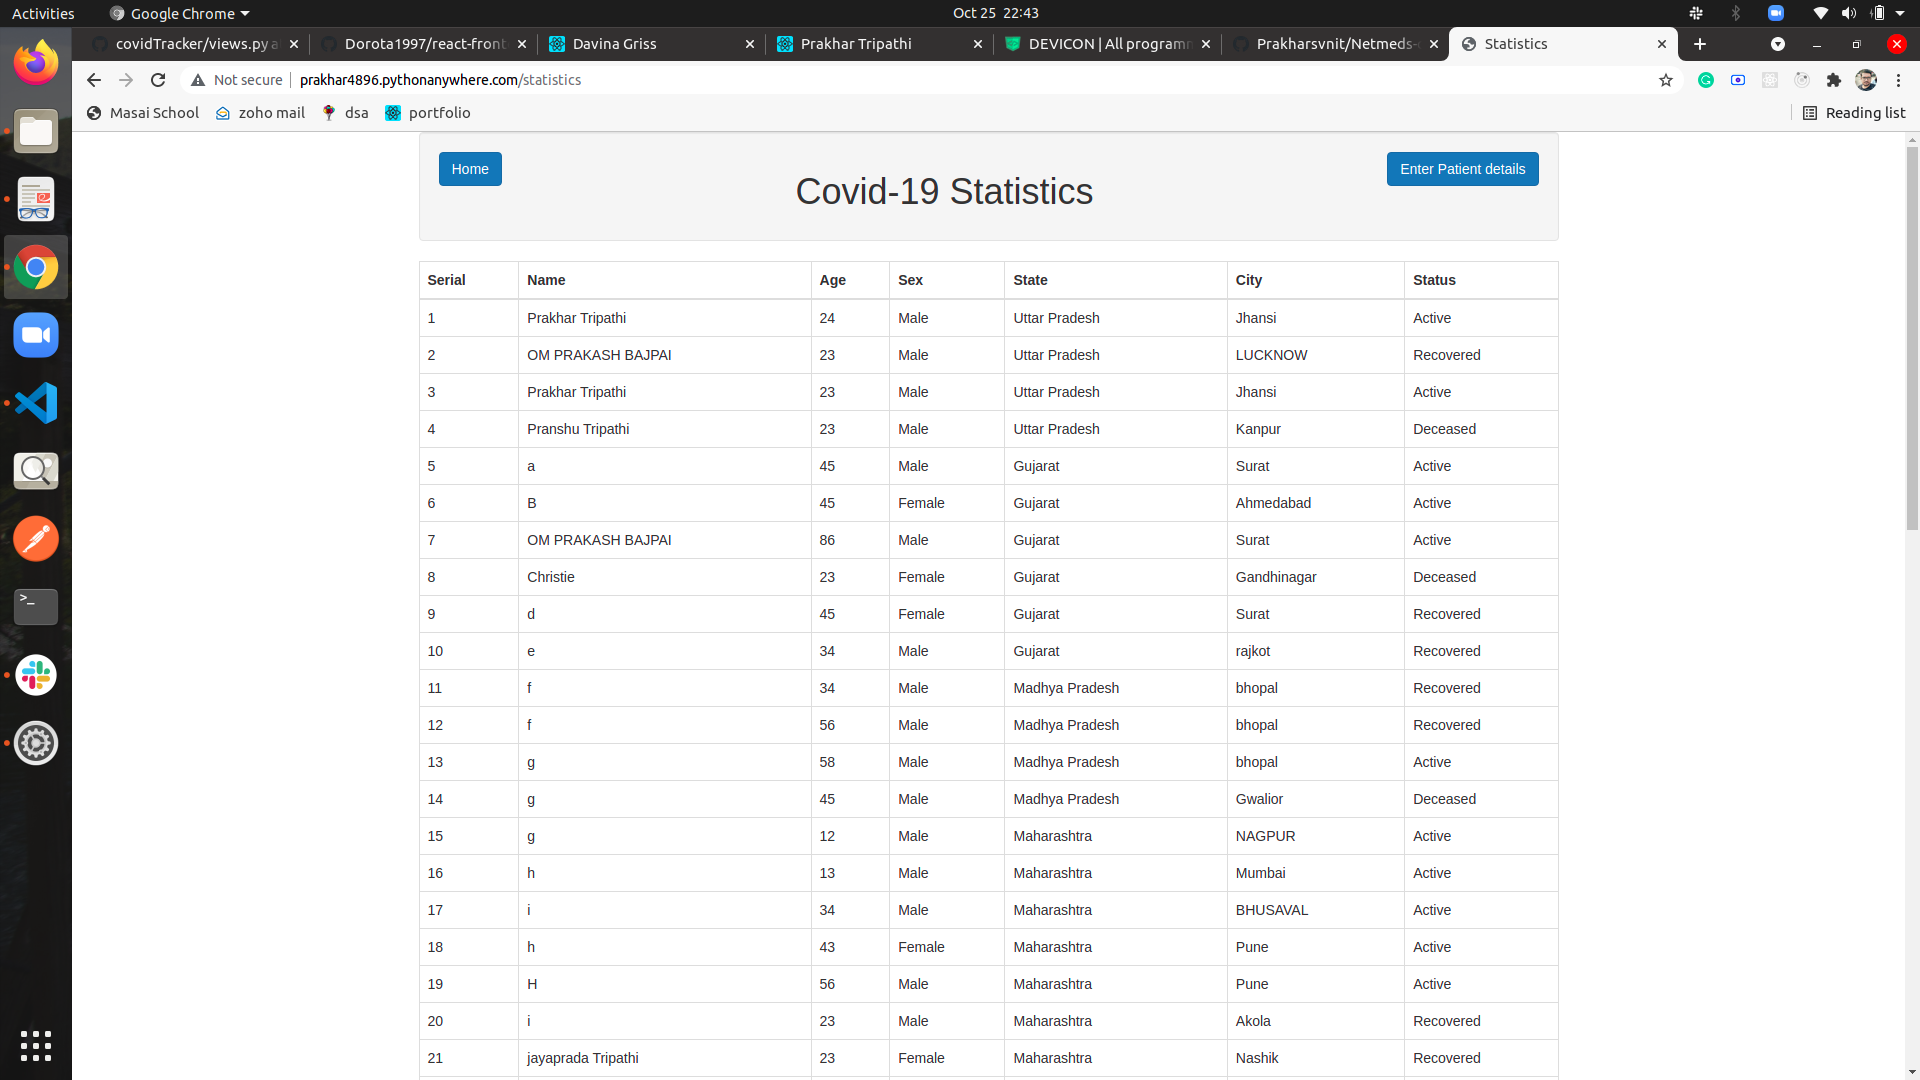 Activities Google Chrome Oct 25 22:43
covidTracker/views.py a Dorota1997/react-front Davina Griss Prakhar Tripathi DEVICON | All programm Prakharsvnit/Netmeds- Statistics
Not secure prakhar4896.pythonanywhere.com/statistics
Masai School zoho mail dsa portfolio Reading list
Home Covid-19 Statistics Enter Patient details
Serial Name Age Sex State City Status
1 Prakhar Tripathi 24 Male Uttar Pradesh Jhansi Active
2 OM PRAKASH BAJPAI 23 Male Uttar Pradesh LUCKNOW Recovered
3 Prakhar Tripathi 23 Male Uttar Pradesh Jhansi Active
4 Pranshu Tripathi 23 Male Uttar Pradesh Kanpur Deceased
5 a 45 Male Gujarat Surat Active
6 B 45 Female Gujarat Ahmedabad Active
7 OM PRAKASH BAJPAI 86 Male Gujarat Surat Active
8 Christie 23 Female Gujarat Gandhinagar Deceased
9 d 45 Female Gujarat Surat Recovered
10 e 34 Male Gujarat rajkot Recovered
11 f 34 Male Madhya Pradesh bhopal Recovered
12 f 56 Male Madhya Pradesh bhopal Recovered
13 g 58 Male Madhya Pradesh bhopal Active
14 g 45 Male Madhya Pradesh Gwalior Deceased
15 g 12 Male Maharashtra NAGPUR Active
16 h 13 Male Maharashtra Mumbai Active
17 i 34 Male Maharashtra BHUSAVAL Active
18 h 43 Female Maharashtra Pune Active
19 H 56 Male Maharashtra Pune Active
20 i 23 Male Maharashtra Akola Recovered
21 jayaprada Tripathi 23 Female Maharashtra Nashik Recovered